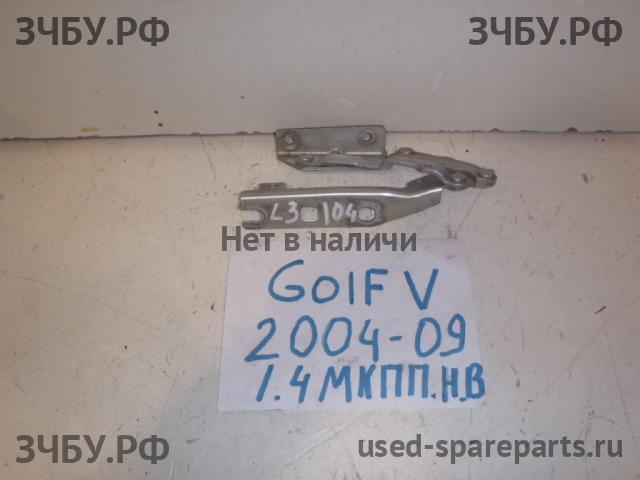 ЗЧБУ.РФ ЗЧБУ.РФ
L3 104
Нет в наличи
GOlF V
2004-09
1.4 МКПП.Н.В
ЗЧБУ.РФ used-spareparts.ru